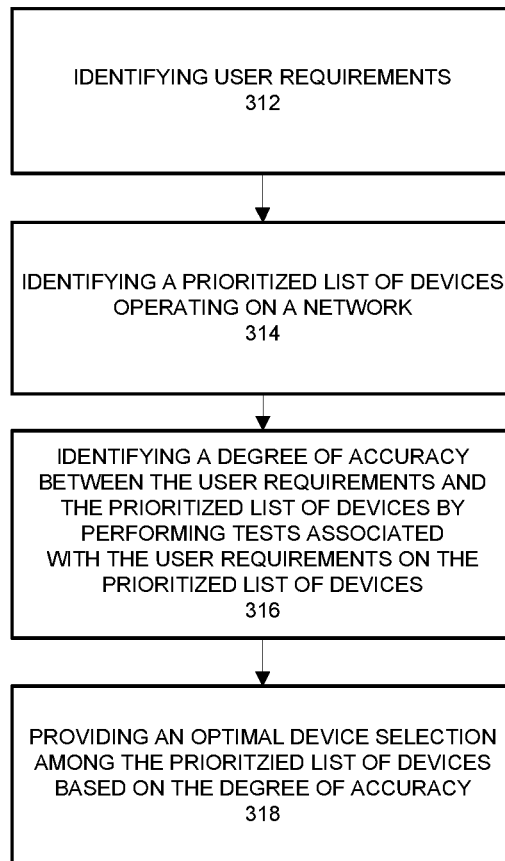 IDENTIFYING USER REQUIREMENTS
312
IDENTIFYING A PRIORITIZED LIST OF DEVICES
OPERATING ON A NETWORK
314
IDENTIFYING A DEGREE OF ACCURACY
BETWEEN THE USER REQUIREMENTS AND
THE PRIORITIZED LIST OF DEVICES BY
PERFORMING TESTS ASSOCIATED
WITH THE USER REQUIREMENTS ON THE
PRIORITIZED LIST OF DEVICES
316
PROVIDING AN OPTIMAL DEVICE SELECTION
AMONG THE PRIORITZIED LIST OF DEVICES
BASED ON THE DEGREE OF ACCURACY
318